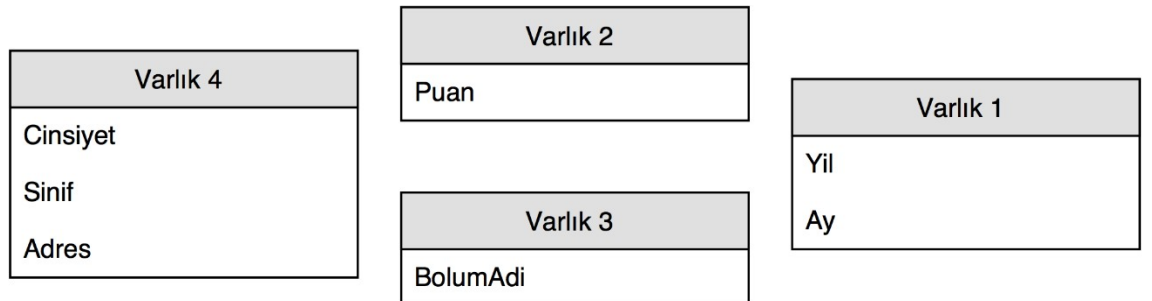 Varlık 4
Cinsiyet
Sinif
Adres
Varlık 2
Puan
Varlık 3
BolumAdi
Varlık 1
Yil
Ay